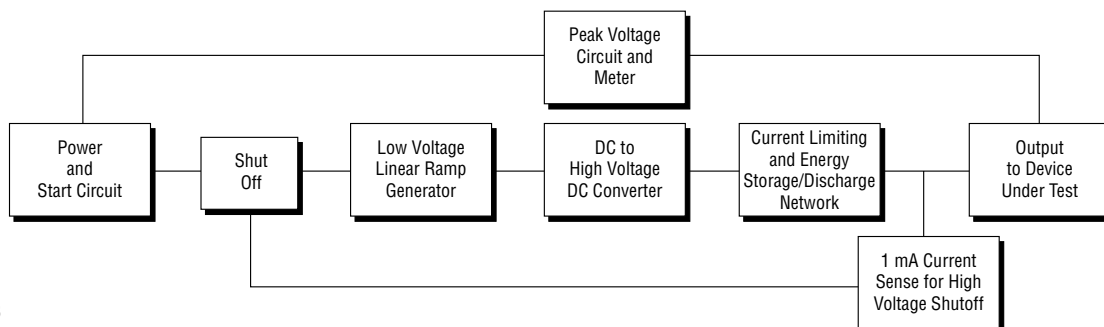 Peak Voltage
Circuit and
Meter
Power
and
Start Circuit
Shut
Off
Low Voltage
Linear Ramp
Generator
DC to
High Voltage
DC Converter
Current Limiting
and Energy
Storage/Discharge
Network
Output
to Device
Under Test
1 mA Current
Sense for High
Voltage Shutoff